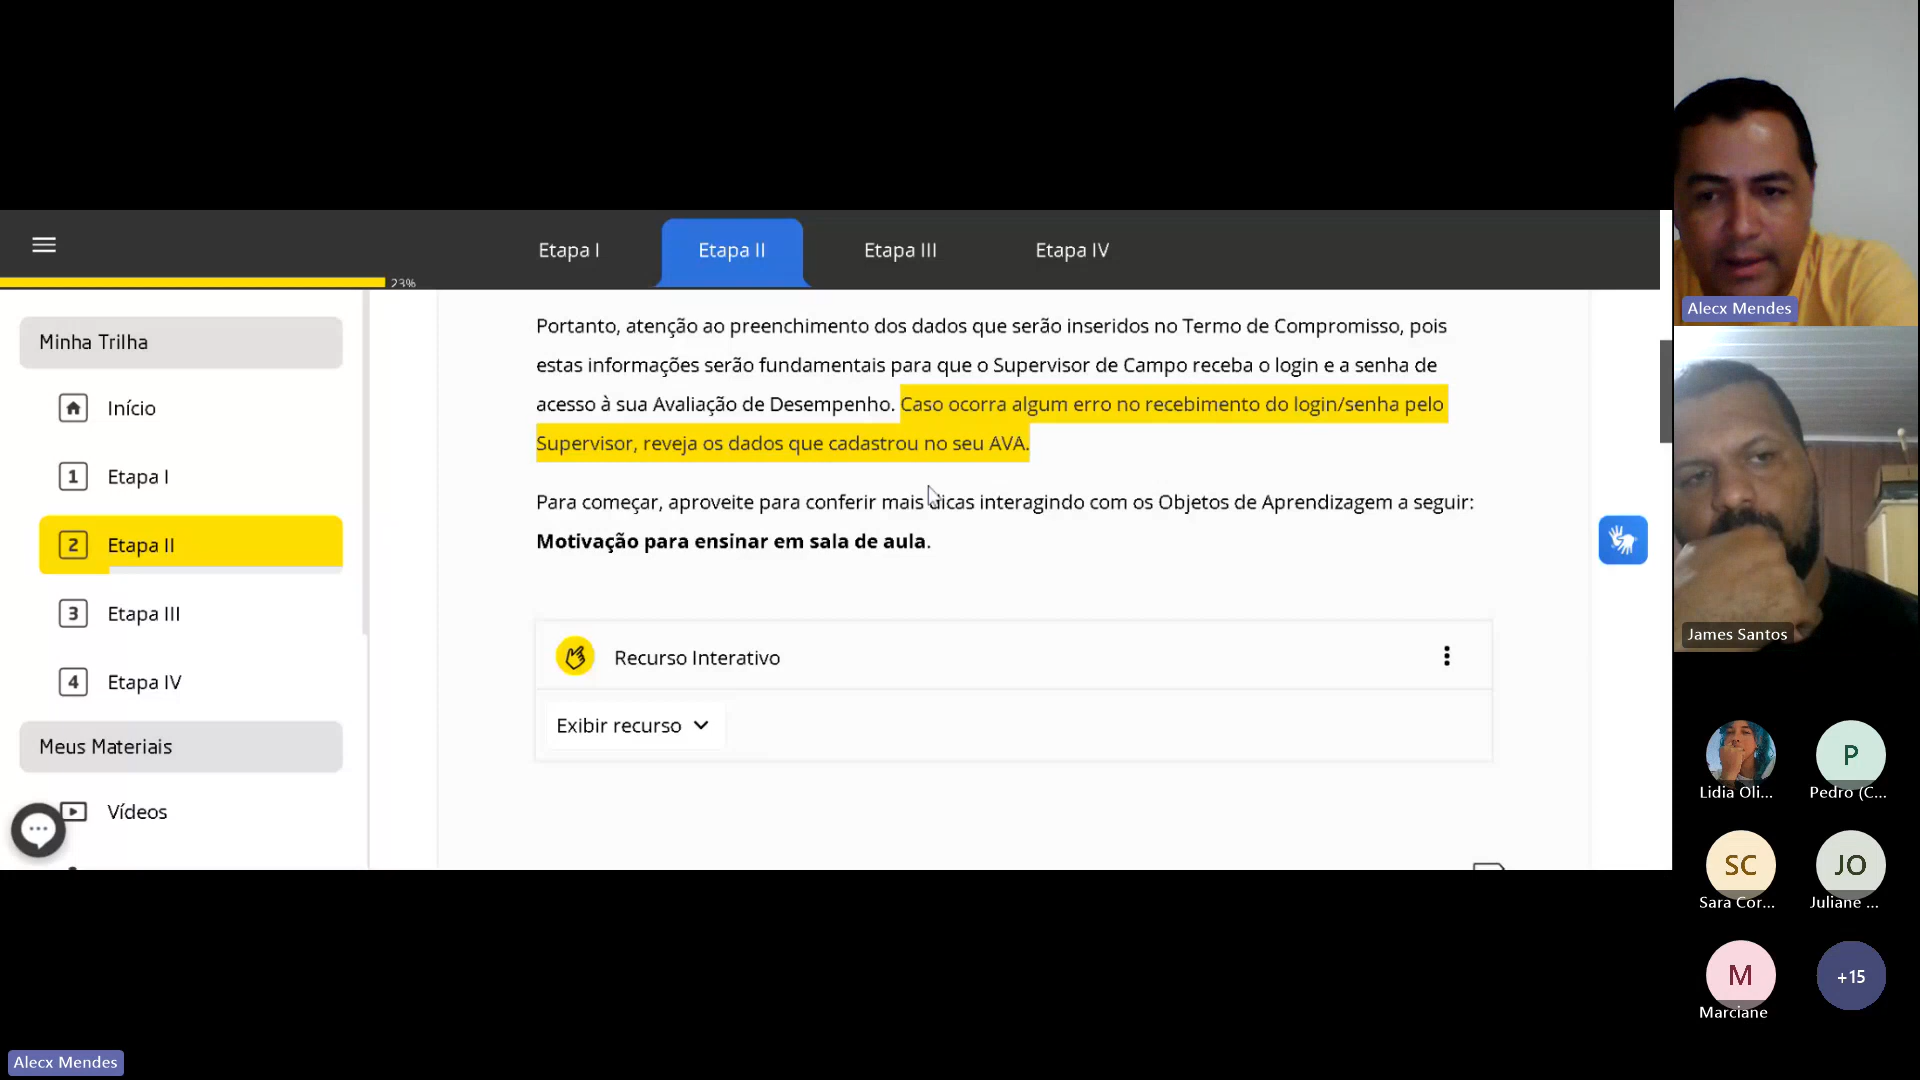 Etapa I
Etapa II
Etapa III
Etapa IV
23%
Minha Trilha
Início
1
Etapa I
2
Etapa II
3
Etapa III
4
Etapa IV
Meus Materiais
Vídeos
Portanto, atenção ao preenchimento dos dados que serão inseridos no Termo de Compromisso, pois
estas informações serão fundamentais para que o Supervisor de Campo receba o login e a senha de
acesso à sua Avaliação de Desempenho. Caso ocorra algum erro no recebimento do login/senha pelo
Supervisor, reveja os dados que cadastrou no seu AVA.
Para começar, aproveite para conferir mais dicas interagindo com os Objetos de Aprendizagem a seguir:
Motivação para ensinar em sala de aula.
Recurso Interativo
Exibir recurso
Alecx Mendes
James Santos
Lidia Oli...
P
Pedro (C...
SC
Sara Cor...
JO
Juliane ...
M
Marciane
+15
Alecx Mendes